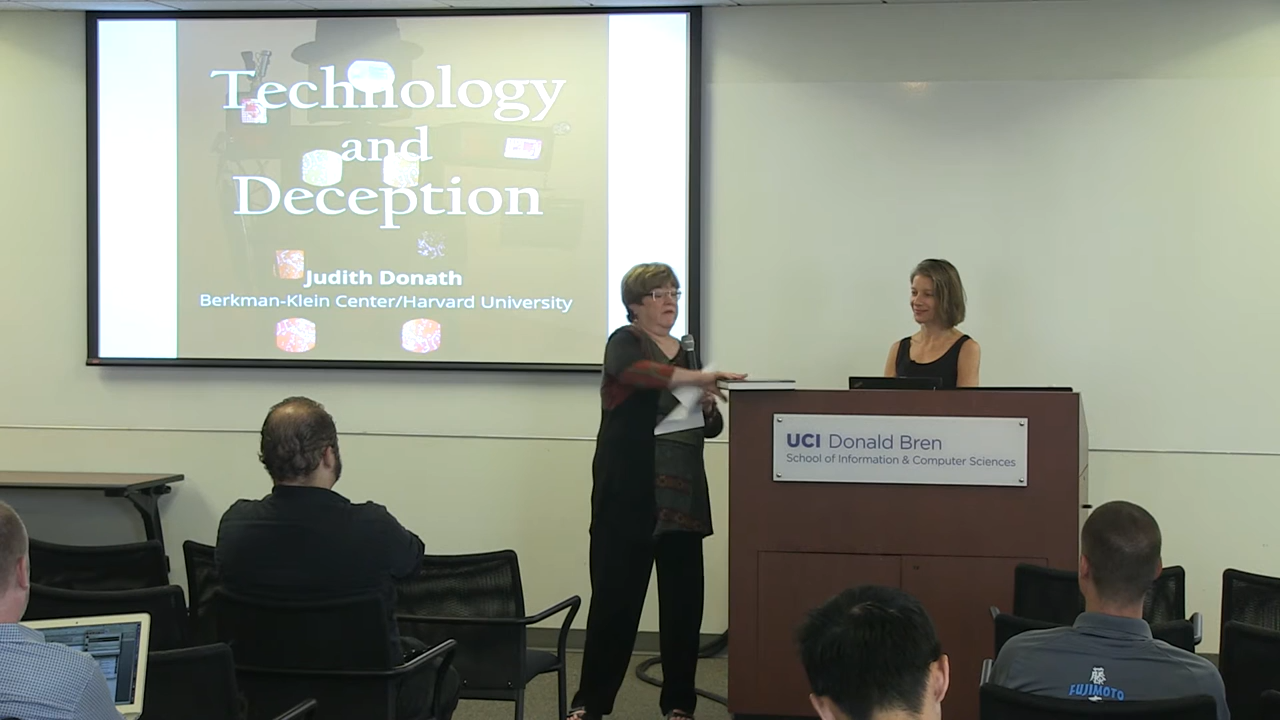 Technology
and
Deception
Judith Donath
Berkman-Klein Center/Harvard University
UCI Donald Bren
School of Information & Computer Sciences
FUJIMOTO